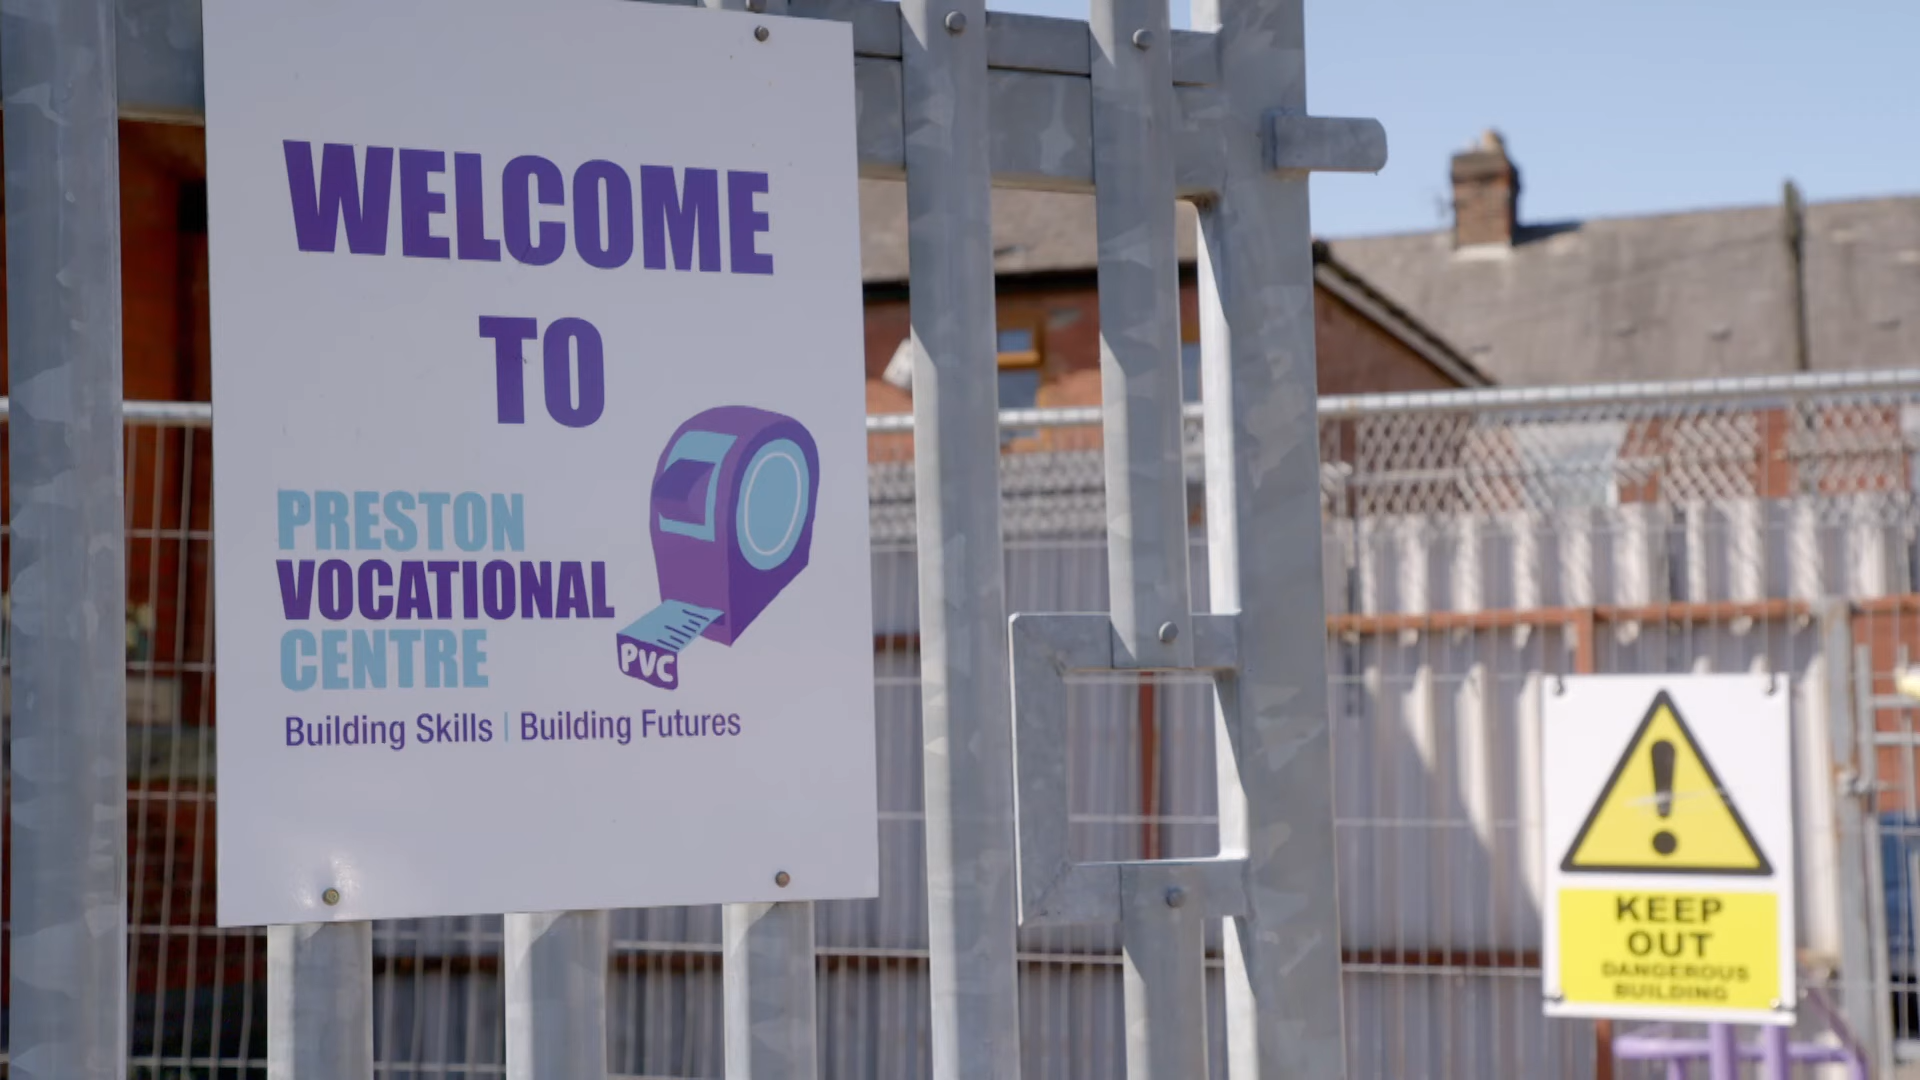 WELCOME
TO
PRESTON
VOCATIONAL
CENTRE
PVC
Building Skills | Building Futures
KEEP
OUT
DANGEROUS
BUILDING